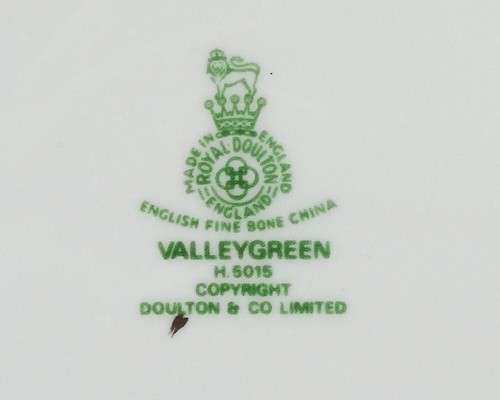 MADE IN ENGLAND
ROYAL·DOULTON
ENGLAND
ENGLISH FINE BONE CHINA
VALLEYGREEN
H.5015
COPYRIGHT
DOULTON & CO LIMITED